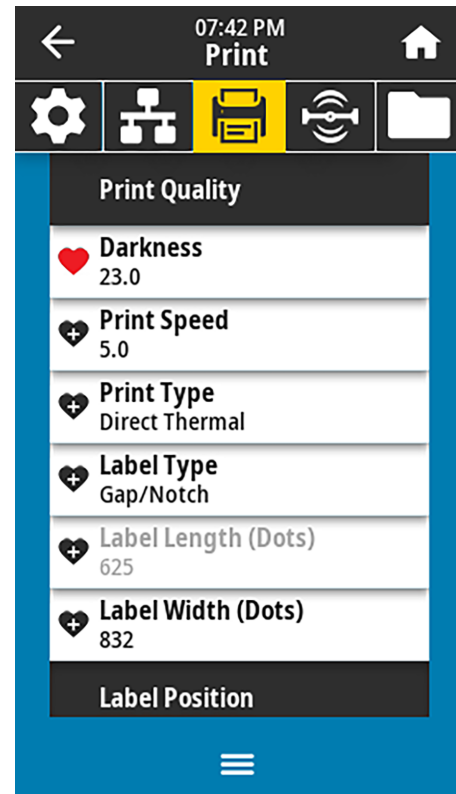 07:42 PM
Print
Print Quality
Darkness
23.0
Print Speed
5.0
Print Type
Direct Thermal
Label Type
Gap/Notch
Label Length (Dots)
625
Label Width (Dots)
832
Label Position